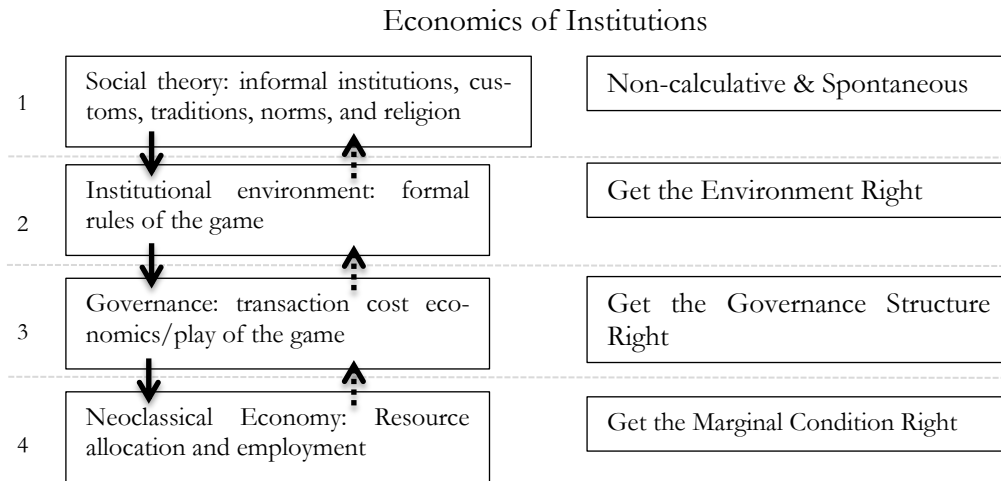 Economics of Institutions
1
Social theory: informal institutions, cus-
toms, traditions, norms, and religion
Non-calculative & Spontaneous
2
Institutional environment: formal
rules of the game
Get the Environment Right
3
Governance: transaction cost eco-
nomics/play of the game
Get the Governance Structure
Right
4
Neoclassical Economy: Resource
allocation and employment
Get the Marginal Condition Right